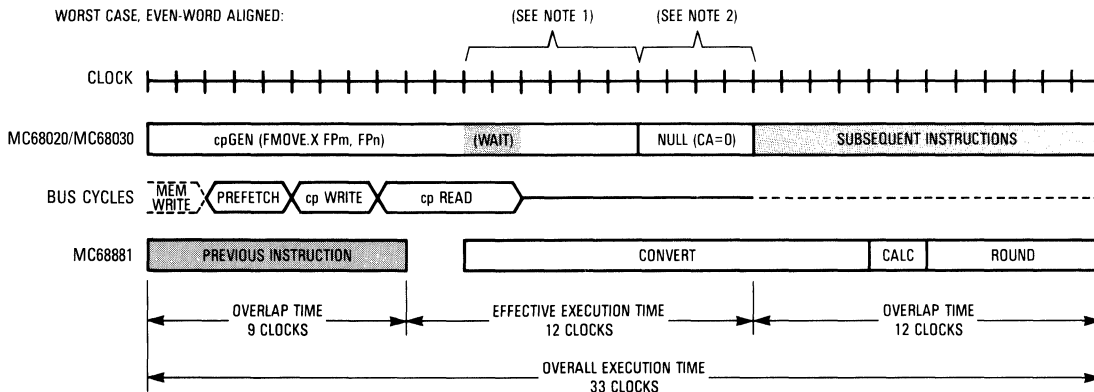 WORST CASE, EVEN-WORD ALIGNED:
(SEE NOTE 1)
(SEE NOTE 2)
CLOCK
MC68020/MC68030
cpGEN (FMOVE.X FPm, FPn)
(WAIT)
NULL (CA=0)
SUBSEQUENT INSTRUCTIONS
BUS CYCLES
MEM
WRITE
PREFETCH
cp WRITE
cp READ
MC68881
PREVIOUS INSTRUCTION
CONVERT
CALC
ROUND
OVERLAP TIME
9 CLOCKS
EFFECTIVE EXECUTION TIME
12 CLOCKS
OVERLAP TIME
12 CLOCKS
OVERALL EXECUTION TIME
33 CLOCKS